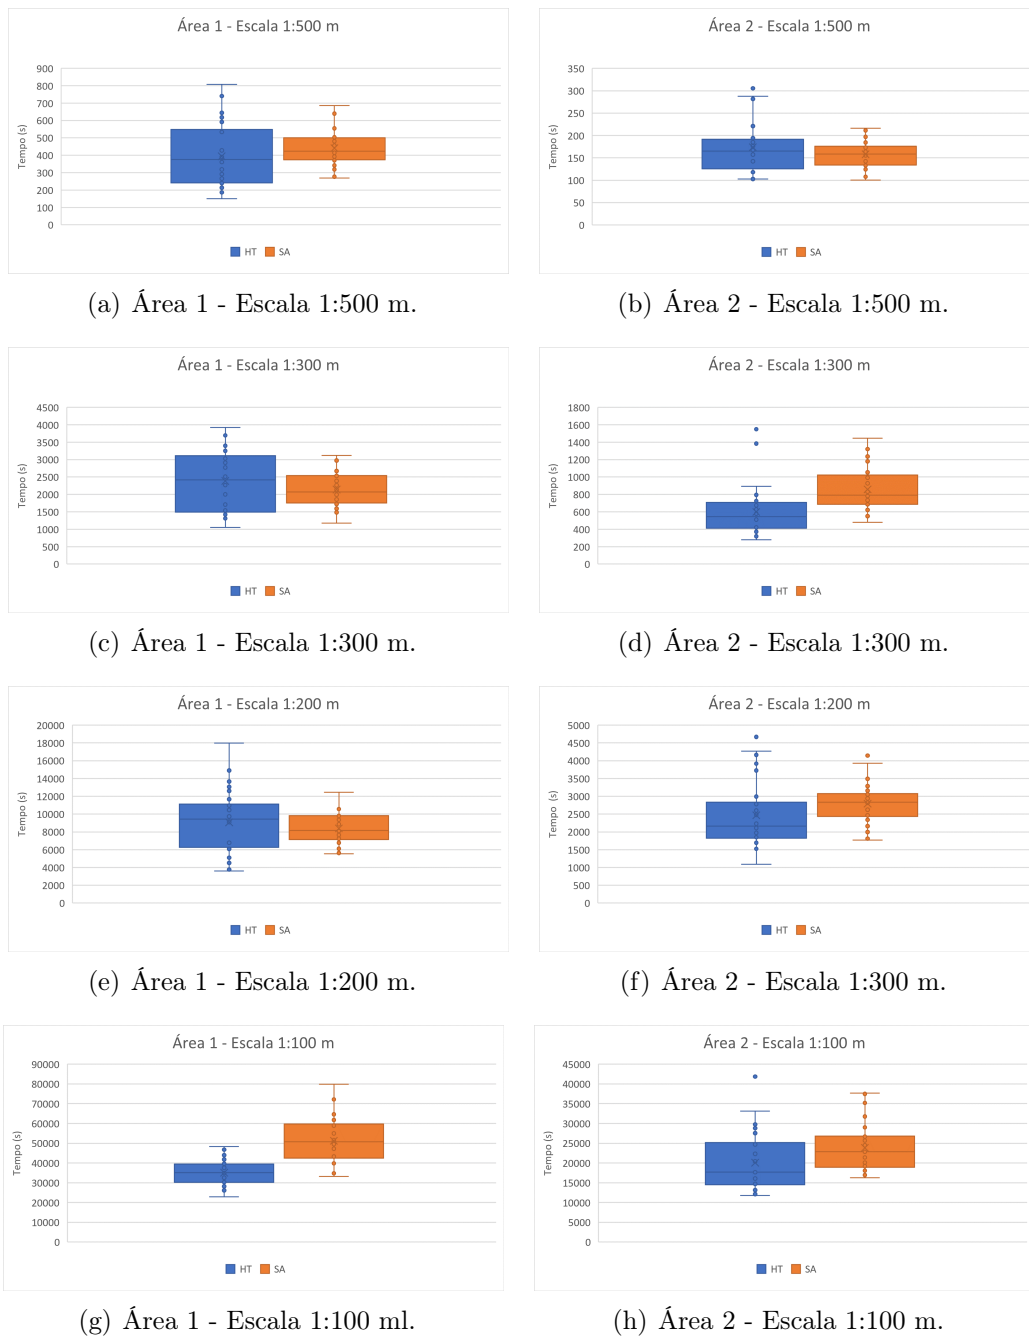 Área 1 - Escala 1:500 m
Tempo (s)
900
800
700
600
500
400
300
200
100
0
HT SA
(a) Área 1 - Escala 1:500 m.
Área 2 - Escala 1:500 m
Tempo (s)
350
300
250
200
150
100
50
0
HT SA
(b) Área 2 - Escala 1:500 m.
Área 1 - Escala 1:300 m
Tempo (s)
4500
4000
3500
3000
2500
2000
1500
1000
500
0
HT SA
(c) Área 1 - Escala 1:300 m.
Área 2 - Escala 1:300 m
Tempo (s)
1800
1600
1400
1200
1000
800
600
400
200
0
HT SA
(d) Área 2 - Escala 1:300 m.
Área 1 - Escala 1:200 m
Tempo (s)
20000
18000
16000
14000
12000
10000
8000
6000
4000
2000
0
HT SA
(e) Área 1 - Escala 1:200 m.
Área 2 - Escala 1:200 m
Tempo (s)
5000
4500
4000
3500
3000
2500
2000
1500
1000
500
0
HT SA
(f) Área 2 - Escala 1:300 m.
Área 1 - Escala 1:100 m
Tempo (s)
90000
80000
70000
60000
50000
40000
30000
20000
10000
0
HT SA
(g) Área 1 - Escala 1:100 ml.
Área 2 - Escala 1:100 m
Tempo (s)
45000
40000
35000
30000
25000
20000
15000
10000
5000
0
HT SA
(h) Área 2 - Escala 1:100 m.